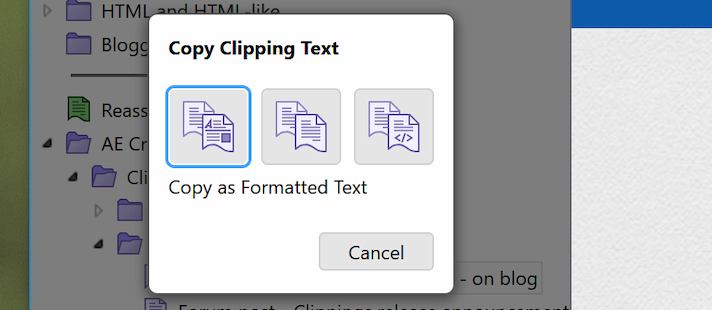 HTML and HTML-like
Blogg
Copy Clipping Text
Reass
AE Cr
Cli
Copy as Formatted Text
Cancel
- on blog
Forum post - Clippings release announcement